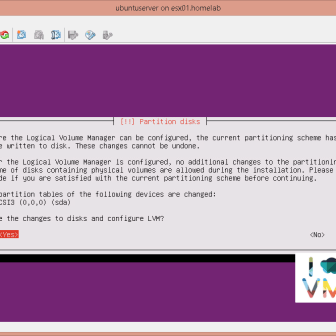 ubuntuserver on esx01.homelab
[!!] Partition disks
re the Logical Volume Manager can be configured, the current partitioning scheme has
e written to disk. These changes cannot be undone.
r the Logical Volume Manager is configured, no additional changes to the partitioning
me of disks containing physical volumes are allowed during the installation. Please
de if you are satisfied with the current partitioning scheme before continuing.
partition tables of the following devices are changed:
CSI3 (0,0,0) (sda)
e the changes to disks and configure LVM?
<Yes>
<No>
I
VM